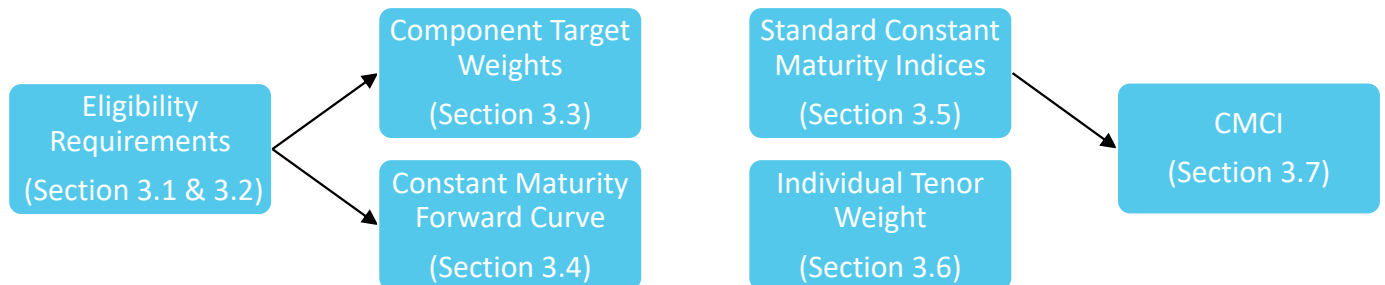 Eligibility
Requirements
(Section 3.1 & 3.2)
Component Target
Weights
(Section 3.3)
Constant Maturity
Forward Curve
(Section 3.4)
Standard Constant
Maturity Indices
(Section 3.5)
Individual Tenor
Weight
(Section 3.6)
CMCI
(Section 3.7)